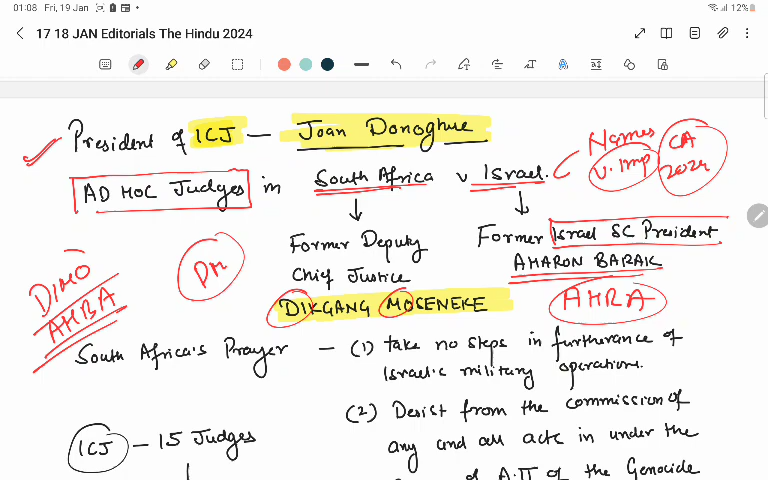 01:08 Fri, 19 Jan
12%
17 18 JAN Editorials The Hindu 2024
President of ICJ — Joan Donoghue
AD HOC Judges in South Africa v Israel.
Names
v. imp
CA
2024
Former Deputy
Chief Justice
DIKGANG MOSENEKE
Former Israel SC President
AHARON BARAK
DIMO
AHBA
DM
AHRA
South Africa's Prayer — (1) take no steps in furtherance of
Israel's military operations.
(2) Desist from the commission of
any and all acts in under the
of A.II of the Genocide
ICJ — 15 Judges